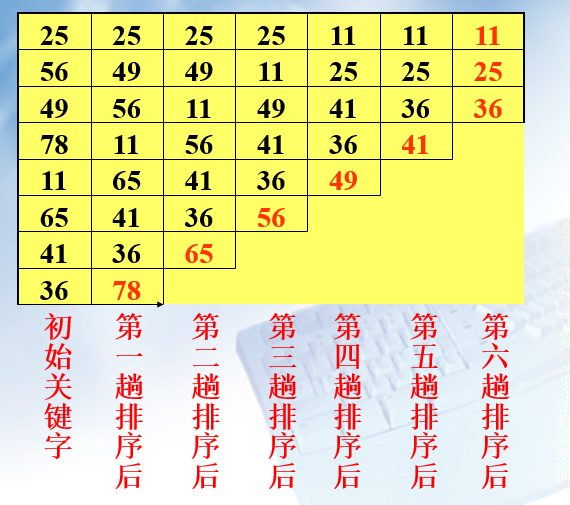 25 25 25 25 11 11 11
56 49 49 11 25 25 25
49 56 11 49 41 36 36
78 11 56 41 36 41
11 65 41 36 49
65 41 36 56
41 36 65
36 78
初始关键字
第一趟排序后
第二趟排序后
第三趟排序后
第四趟排序后
第五趟排序后
第六趟排序后